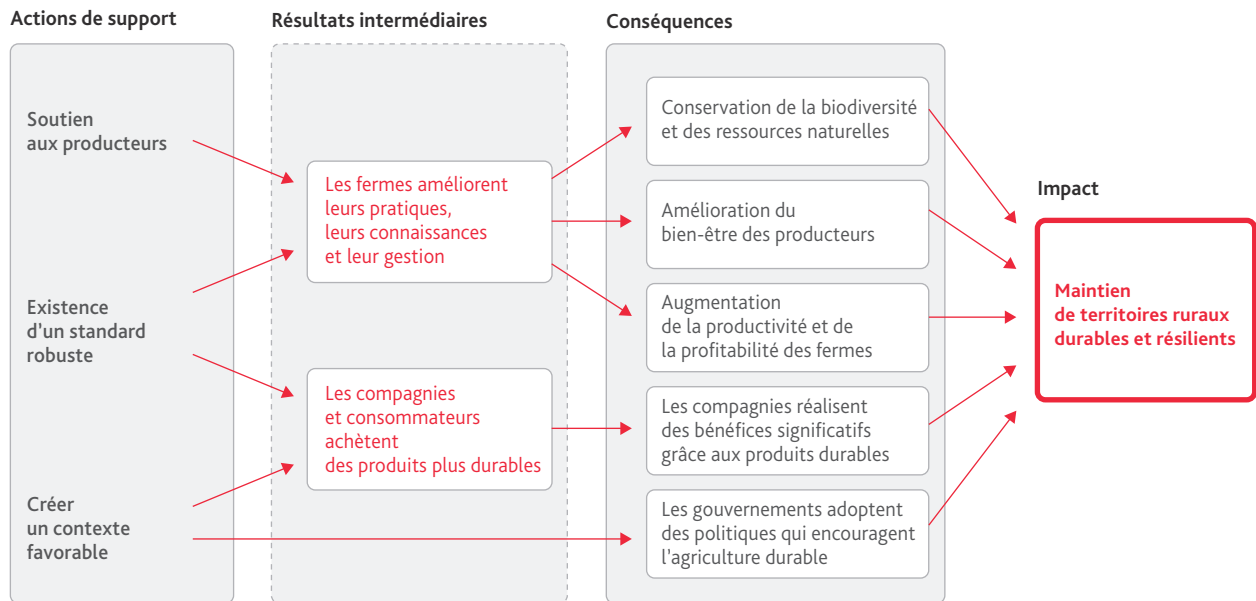 Actions de support
Soutien
aux producteurs
Existence
d’un standard
robuste
Créer
un contexte
favorable
Résultats intermédiaires
Les fermes améliorent
leurs pratiques,
leurs connaissances
et leur gestion
Les compagnies
et consommateurs
achètent
des produits plus durables
Conséquences
Conservation de la biodiversité
et des ressources naturelles
Amélioration du
bien-être des producteurs
Augmentation
de la productivité et de
la profitabilité des fermes
Les compagnies réalisent
des bénéfices significatifs
grâce aux produits durables
Les gouvernements adoptent
des politiques qui encouragent
l'agriculture durable
Impact
Maintien
de territoires ruraux
durables et résilients